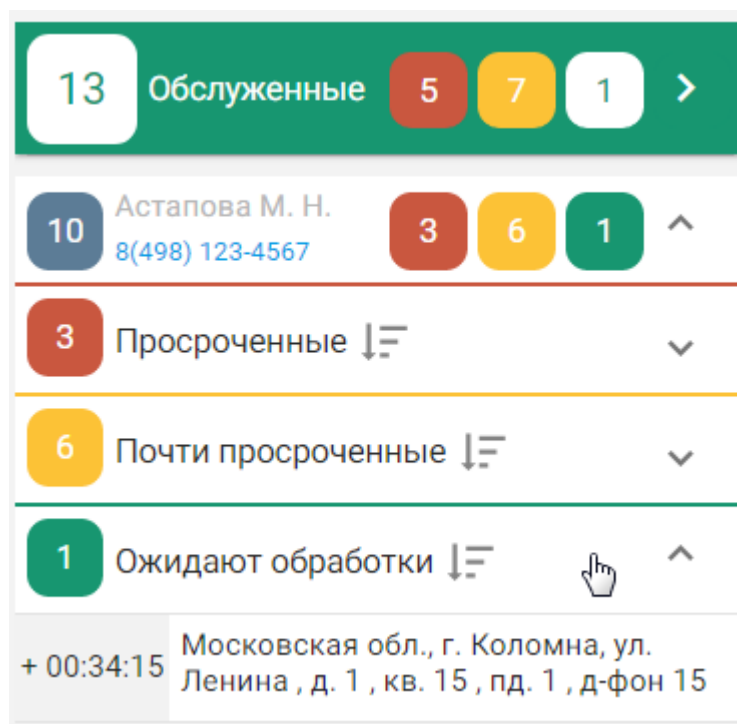 13 Обслуженные 5 7 1
10 Астапова М. Н. 3 6 1
8(498) 123-4567
3 Просроченные
6 Почти просроченные
1 Ожидают обработки
+ 00:34:15 Московская обл., г. Коломна, ул.
Ленина , д. 1 , кв. 15 , пд. 1 , д-фон 15